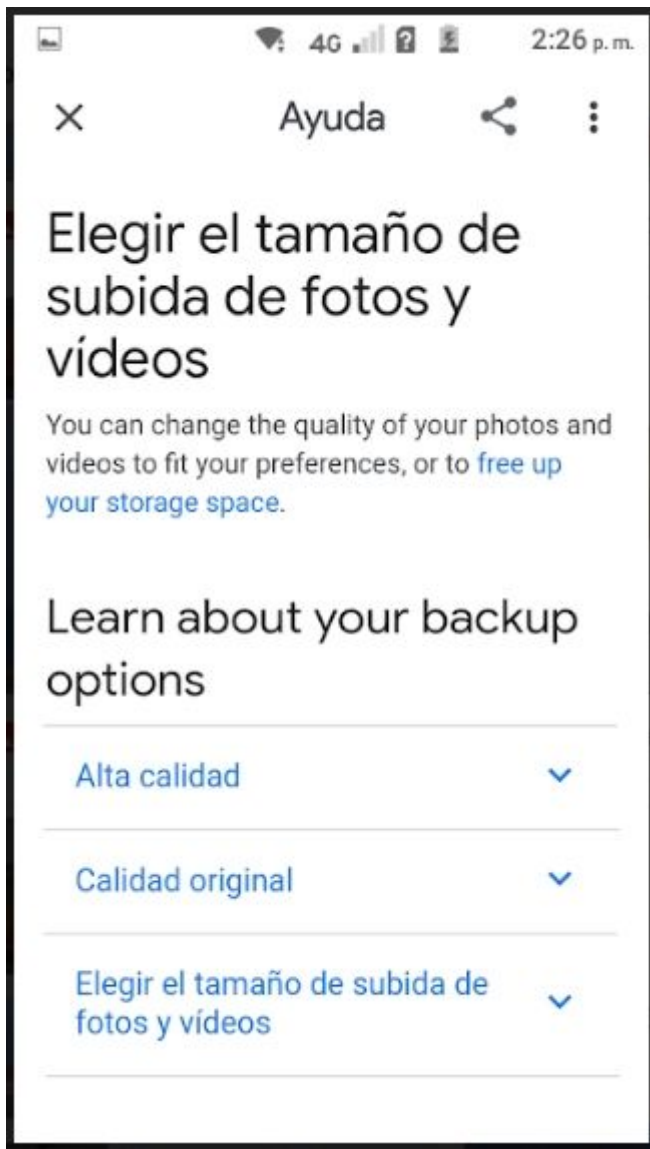 4G 2:26 p. m.
Ayuda
Elegir el tamaño de
subida de fotos y
vídeos
You can change the quality of your photos and
videos to fit your preferences, or to free up
your storage space.
Learn about your backup
options
Alta calidad
Calidad original
Elegir el tamaño de subida de
fotos y vídeos